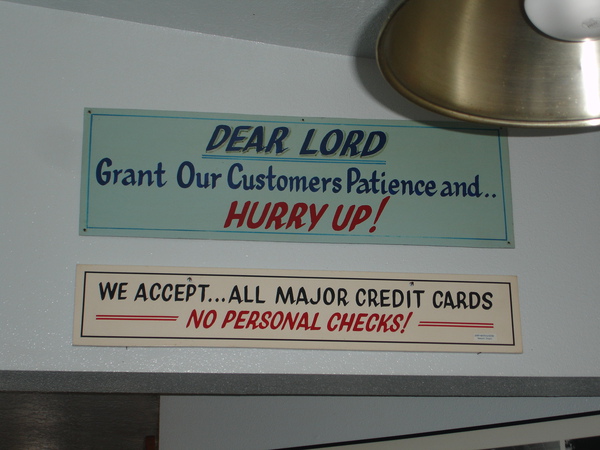 DEAR LORD
Grant Our Customers Patience and..
HURRY UP!
WE ACCEPT...ALL MAJOR CREDIT CARDS
NO PERSONAL CHECKS!